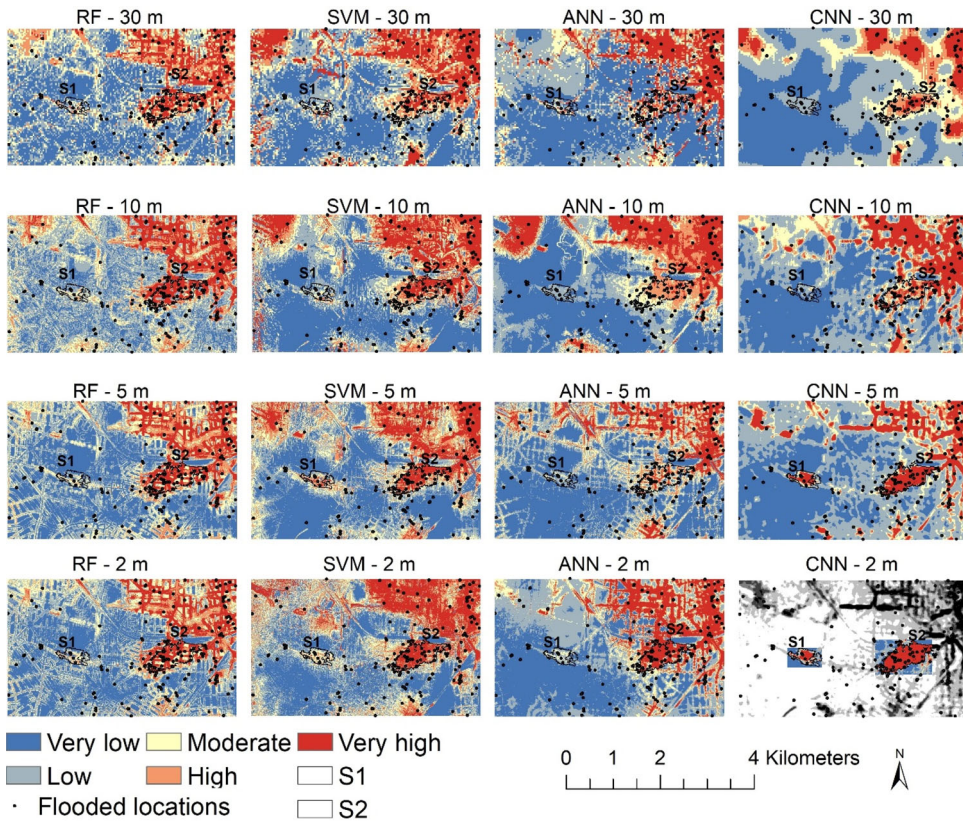 RF - 30 m SVM - 30 m ANN - 30 m CNN - 30 m
S1 S2 S1 S2 S1 S2 S1 S2
RF - 10 m SVM - 10 m ANN - 10 m CNN - 10 m
S1 S2 S1 S2 S1 S2 S1 S2
RF - 5 m SVM - 5 m ANN - 5 m CNN - 5 m
S1 S2 S1 S2 S1 S2 S1 S2
RF - 2 m SVM - 2 m ANN - 2 m CNN - 2 m
S1 S2 S1 S2 S1 S2 S1 S2
Very low Moderate Very high
Low High S1
Flooded locations S2
0 1 2 4 Kilometers
N